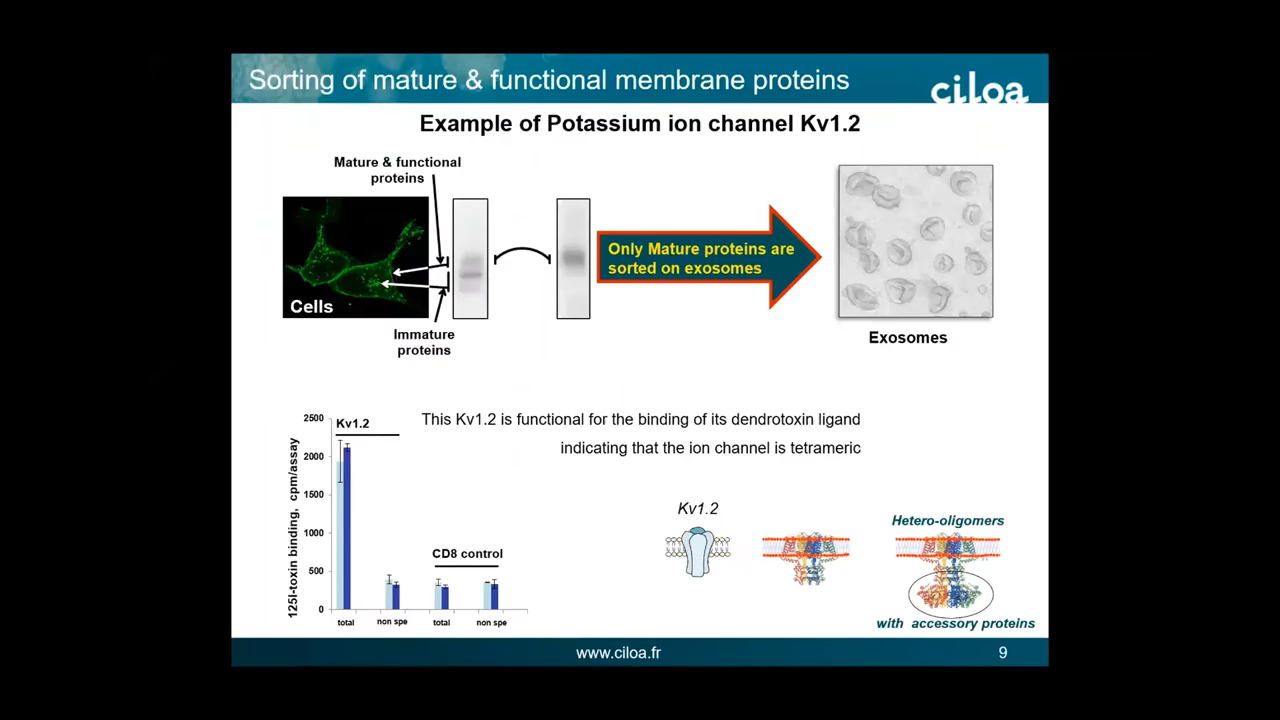 Sorting of mature & functional membrane proteins
ciloa
Example of Potassium ion channel Kv1.2
Mature & functional
proteins
Cells
Immature
proteins
Only Mature proteins are
sorted on exosomes
Exosomes
This Kv1.2 is functional for the binding of its dendrotoxin ligand
indicating that the ion channel is tetrameric
125I-toxin binding, cpm/assay
2500
2000
1500
1000
500
0
Kv1.2
CD8 control
total
non spe
total
non spe
Kv1.2
Hetero-oligomers
with accessory proteins
www.ciloa.fr
9